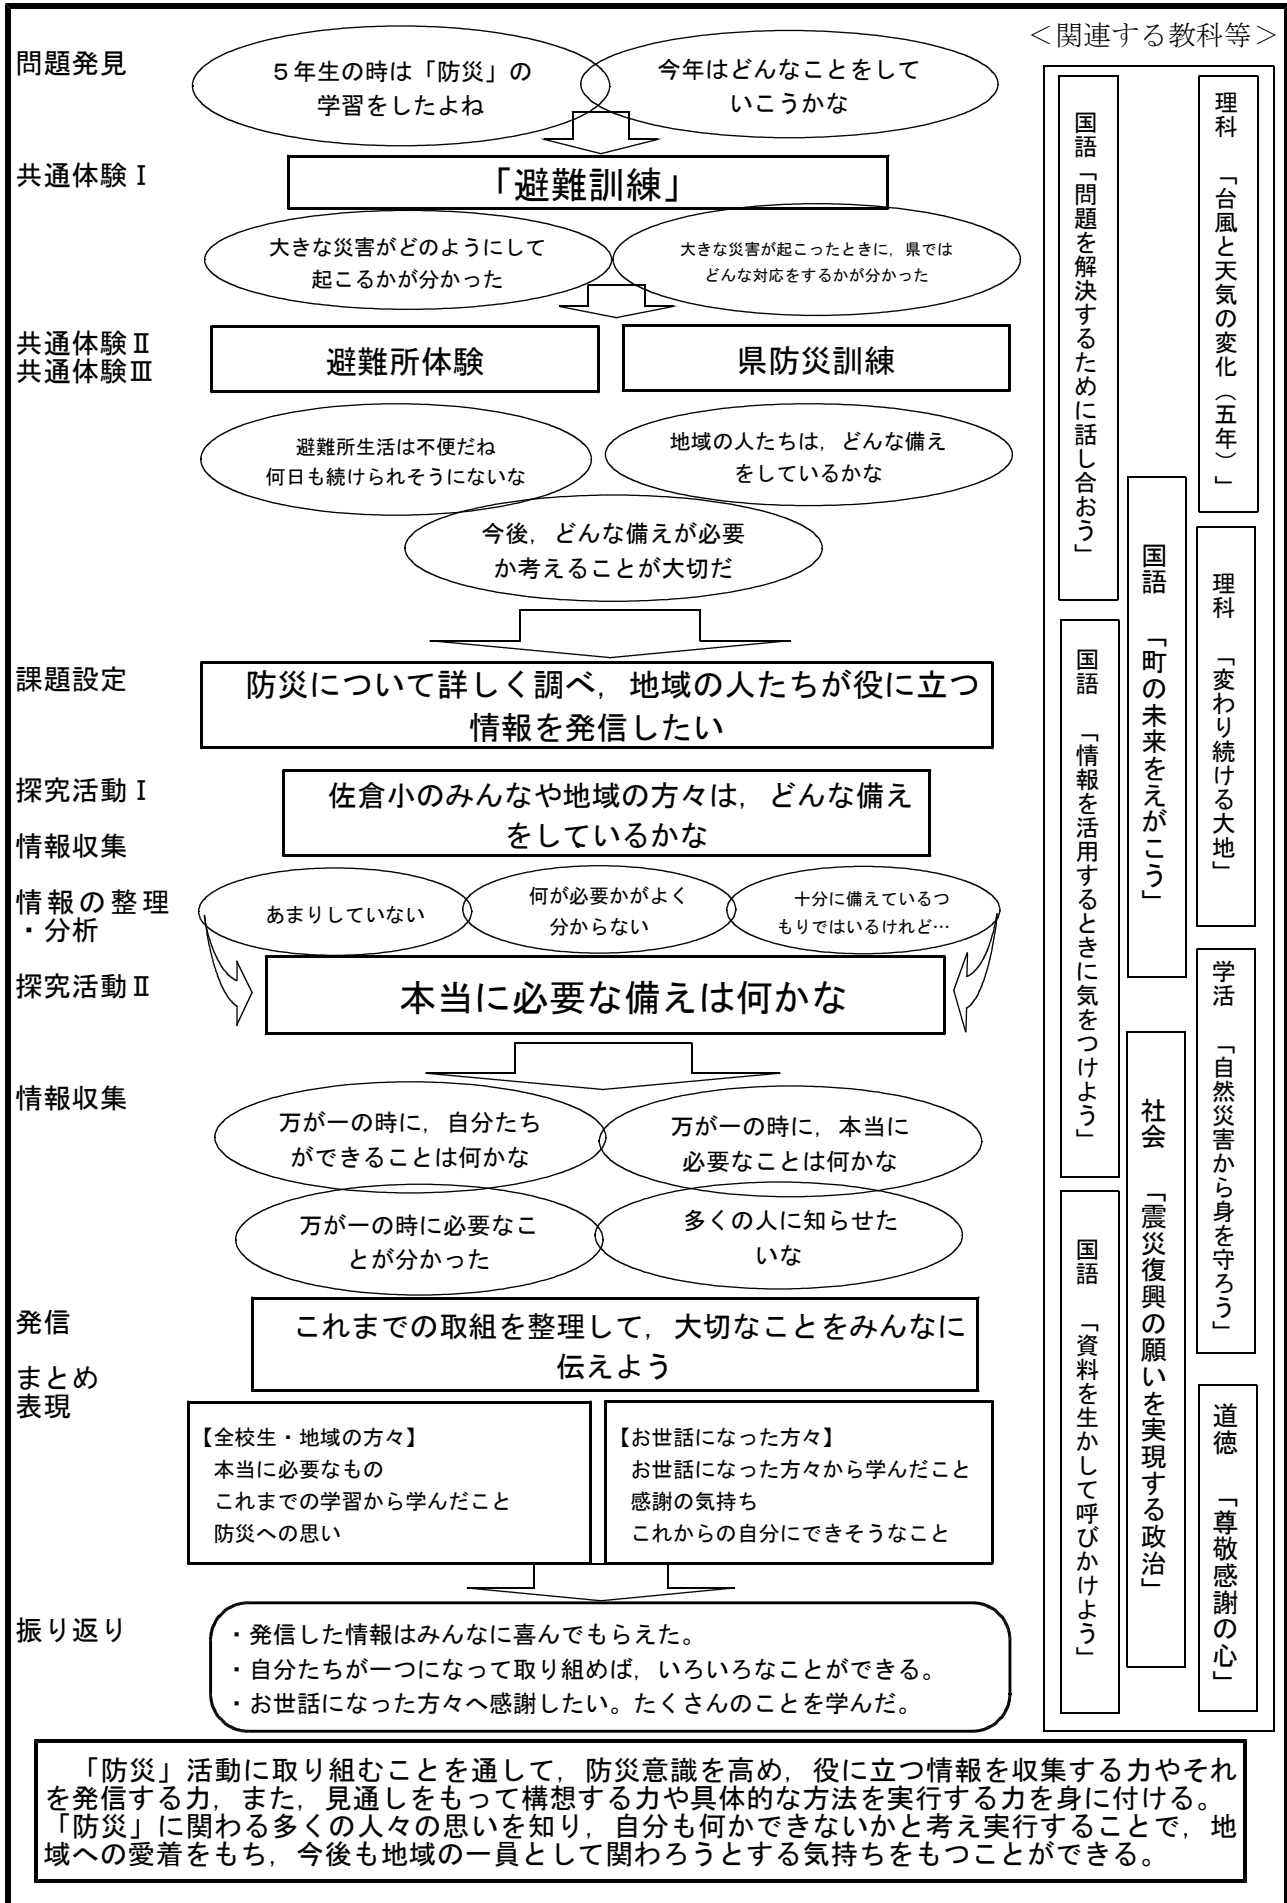 <関連する教科等>
問題発見
5年生の時は「防災」の
学習をしたよね
今年はどんなことをして
いこうかな
共通体験Ⅰ
「避難訓練」
大きな災害がどのようにして
起こるかが分かった
大きな災害が起こったときに，県では
どんな対応をするかが分かった
共通体験Ⅱ
共通体験Ⅲ
避難所体験
県防災訓練
避難所生活は不便だね
何日も続けられそうにないな
地域の人たちは，どんな備え
をしているかな
今後，どんな備えが必要
か考えることが大切だ
課題設定
防災について詳しく調べ，地域の人たちが役に立つ
情報を発信したい
探究活動Ⅰ
情報収集
佐倉小のみんなや地域の方々は，どんな備え
をしているかな
情報の整理
・分析
あまりしていない
何が必要かがよく
分からない
十分に備えているつ
もりではいるけれど…
探究活動Ⅱ
本当に必要な備えは何かな
情報収集
万が一の時に，自分たち
ができることは何かな
万が一の時に，本当に
必要なことは何かな
万が一の時に必要なこ
とが分かった
多くの人に知らせた
いな
発信
まとめ
表現
これまでの取組を整理して，大切なことをみんなに
伝えよう
【全校生・地域の方々】
本当に必要なもの
これまでの学習から学んだこと
防災への思い
【お世話になった方々】
お世話になった方々から学んだこと
感謝の気持ち
これからの自分にできそうなこと
振り返り
・発信した情報はみんなに喜んでもらえた。
・自分たちが一つになって取り組めば，いろいろなことができる。
・お世話になった方々へ感謝したい。たくさんのことを学んだ。
理科　「台風と天気の変化（五年）」
理科　「変わり続ける大地」
学活　「自然災害から身を守ろう」
道徳　「尊敬感謝の心」
国語　「町の未来をえがこう」
社会　「震災復興の願いを実現する政治」
国語「問題を解決するために話し合おう」
国語　「情報を活用するときに気をつけよう」
国語　「資料を生かして呼びかけよう」
「防災」活動に取り組むことを通して，防災意識を高め，役に立つ情報を収集する力やそれ
を発信する力，また，見通しをもって構想する力や具体的な方法を実行する力を身に付ける。
「防災」に関わる多くの人々の思いを知り，自分も何かできないかと考え実行することで，地
域への愛着をもち，今後も地域の一員として関わろうとする気持ちをもつことができる。